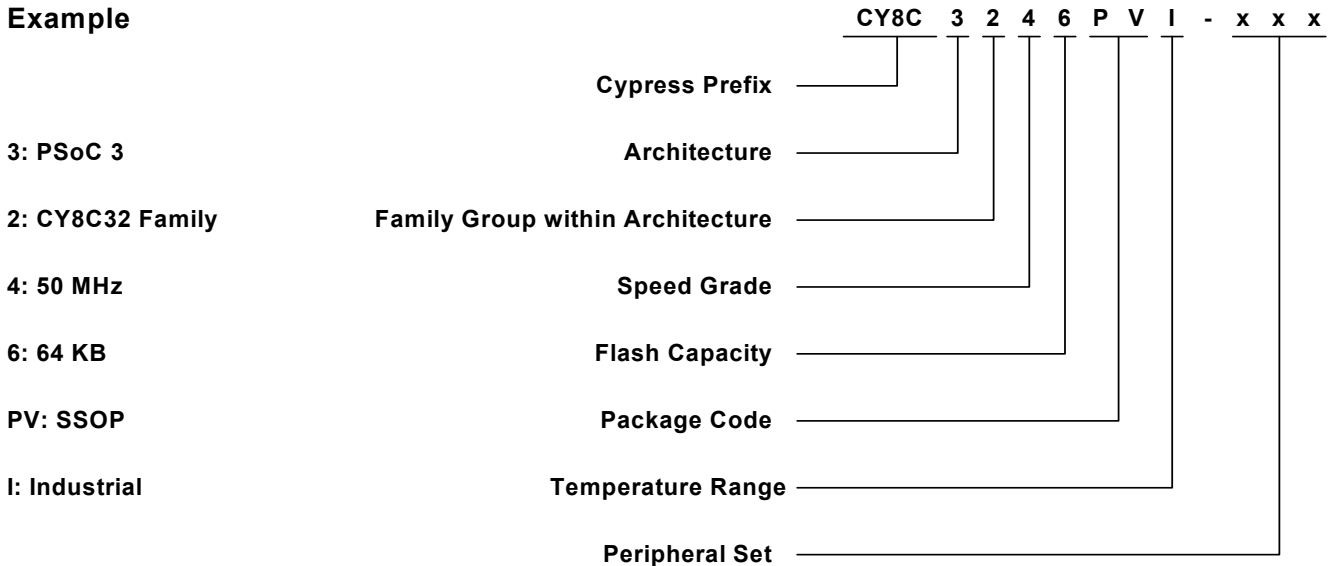 Example CY8C 3 2 4 6 P V I - x x x
Cypress Prefix
3: PSoC 3 Architecture
2: CY8C32 Family Family Group within Architecture
4: 50 MHz Speed Grade
6: 64 KB Flash Capacity
PV: SSOP Package Code
I: Industrial Temperature Range
Peripheral Set